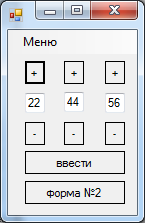 Меню
+ + +
22 44 56
- - -
ввести
форма №2